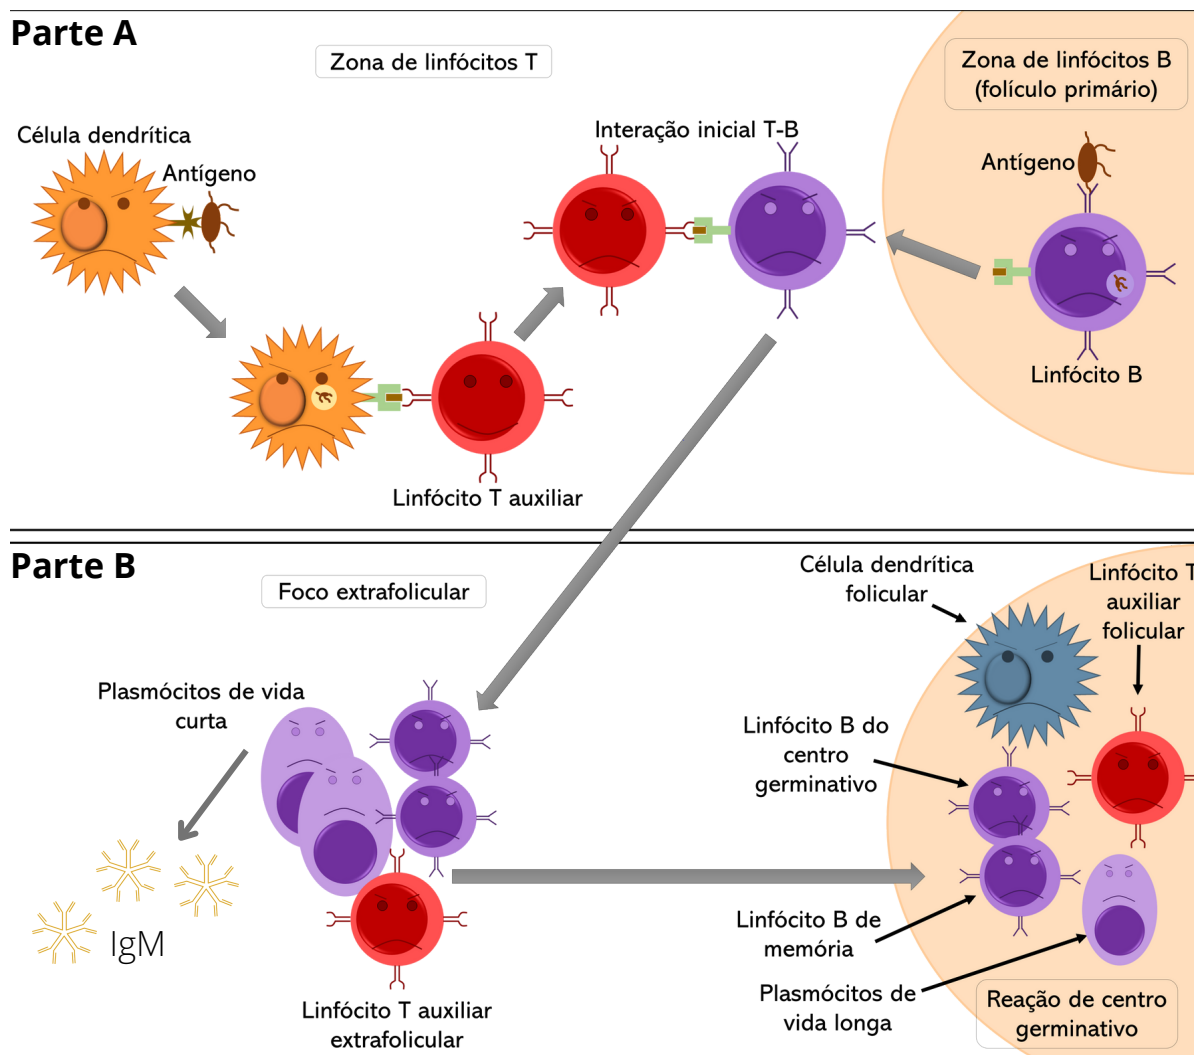 Parte A
Zona de linfócitos T
Zona de linfócitos B
(folículo primário)
Célula dendrítica
Antígeno
Interação inicial T-B
Antígeno
Linfócito B
Linfócito T auxiliar
Parte B
Foco extrafolicular
Célula dendrítica
folicular
Linfócito T
auxiliar
folicular
Plasmócitos de vida
curta
Linfócito B do
centro
germinativo
IgM
Linfócito B de
memória
Plasmócitos de
vida longa
Linfócito T auxiliar
extrafolicular
Reação de centro
germinativo